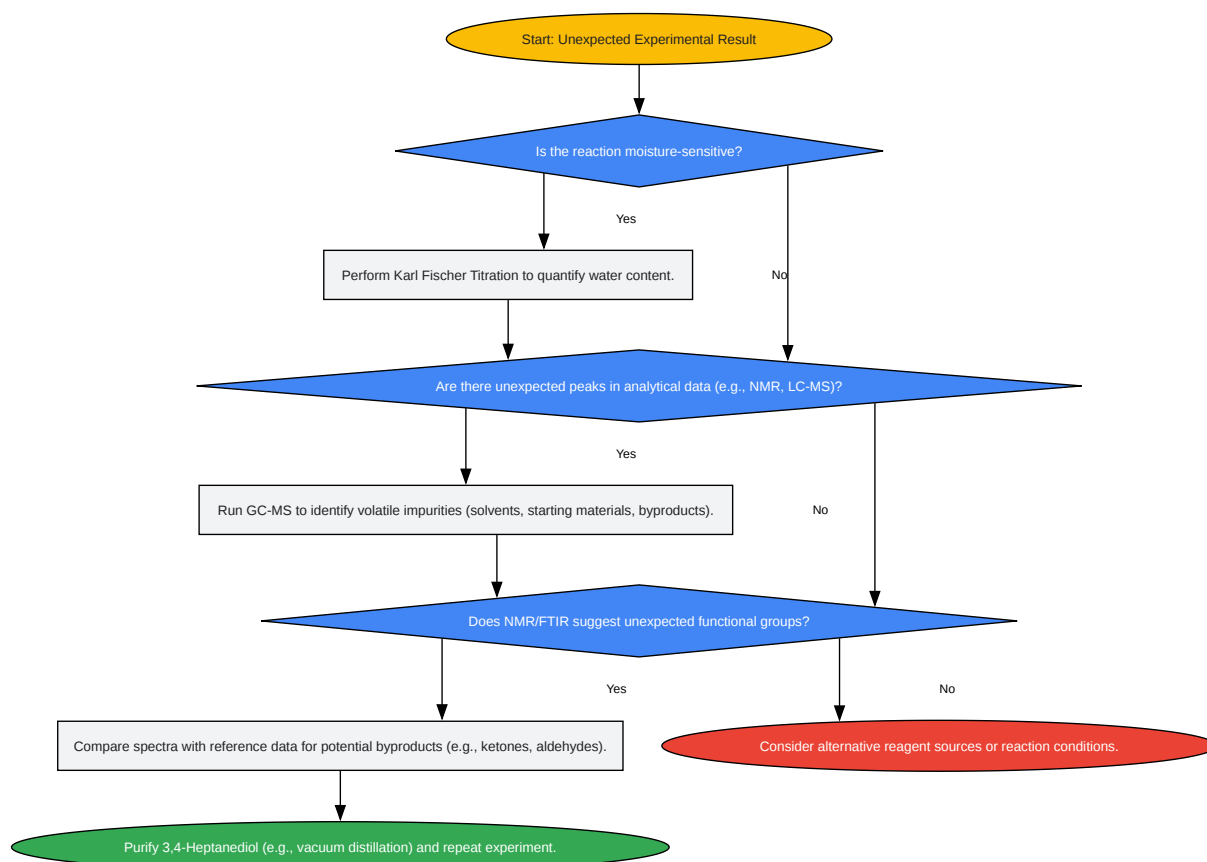 Start: Unexpected Experimental Result
Is the reaction moisture-sensitive?
Yes
Perform Karl Fischer Titration to quantify water content.
No
Are there unexpected peaks in analytical data (e.g., NMR, LC-MS)?
Yes
Run GC-MS to identify volatile impurities (solvents, starting materials, byproducts).
No
Does NMR/FTIR suggest unexpected functional groups?
Yes
No
Compare spectra with reference data for potential byproducts (e.g., ketones, aldehydes).
Consider alternative reagent sources or reaction conditions.
Purify 3,4-Heptanediol (e.g., vacuum distillation) and repeat experiment.